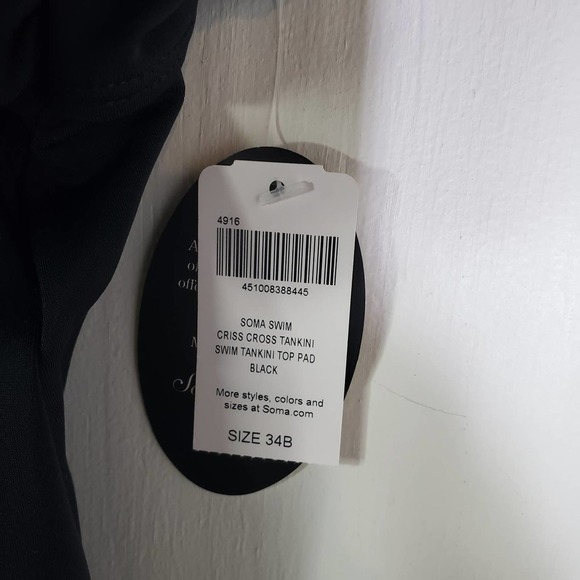 4916
451008388445
SOMA SWIM
CRISS CROSS TANKINI
SWIM TANKINI TOP PAD
BLACK
More styles, colors and
sizes at Soma.com
SIZE 34B